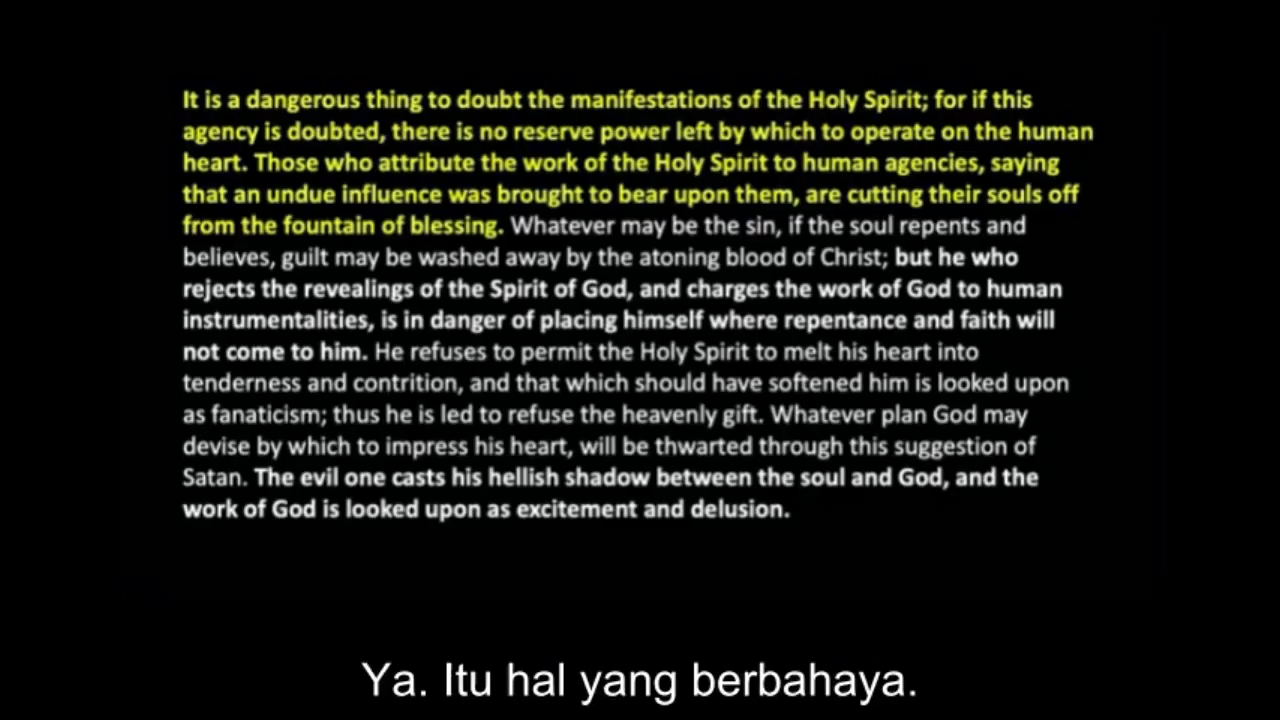 It is a dangerous thing to doubt the manifestations of the Holy Spirit; for if this
agency is doubted, there is no reserve power left by which to operate on the human
heart. Those who attribute the work of the Holy Spirit to human agencies, saying
that an undue influence was brought to bear upon them, are cutting their souls off
from the fountain of blessing. Whatever may be the sin, if the soul repents and
believes, guilt may be washed away by the atoning blood of Christ; but he who
rejects the revealings of the Spirit of God, and charges the work of God to human
instrumentalities, is in danger of placing himself where repentance and faith will
not come to him. He refuses to permit the Holy Spirit to melt his heart into
tenderness and contrition, and that which should have softened him is looked upon
as fanaticism; thus he is led to refuse the heavenly gift. Whatever plan God may
devise by which to impress his heart, will be thwarted through this suggestion of
Satan. The evil one casts his hellish shadow between the soul and God, and the
work of God is looked upon as excitement and delusion.
Ya. Itu hal yang berbahaya.